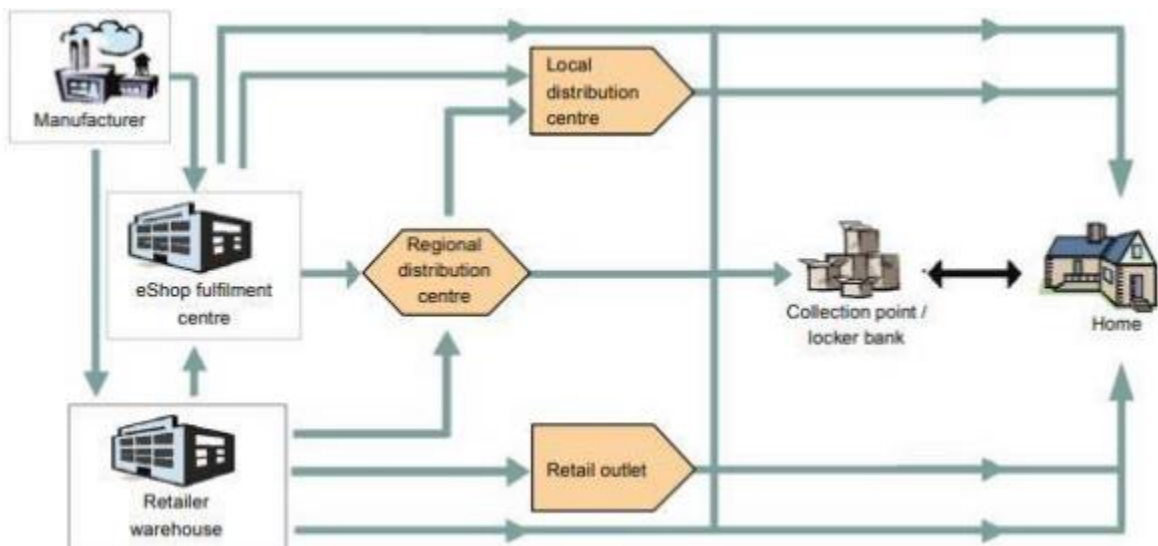 Manufacturer
Local
distribution
centre
eShop fulfilment
centre
Regional
distribution
centre
Collection point /
locker bank
Home
Retail outlet
Retailer
warehouse